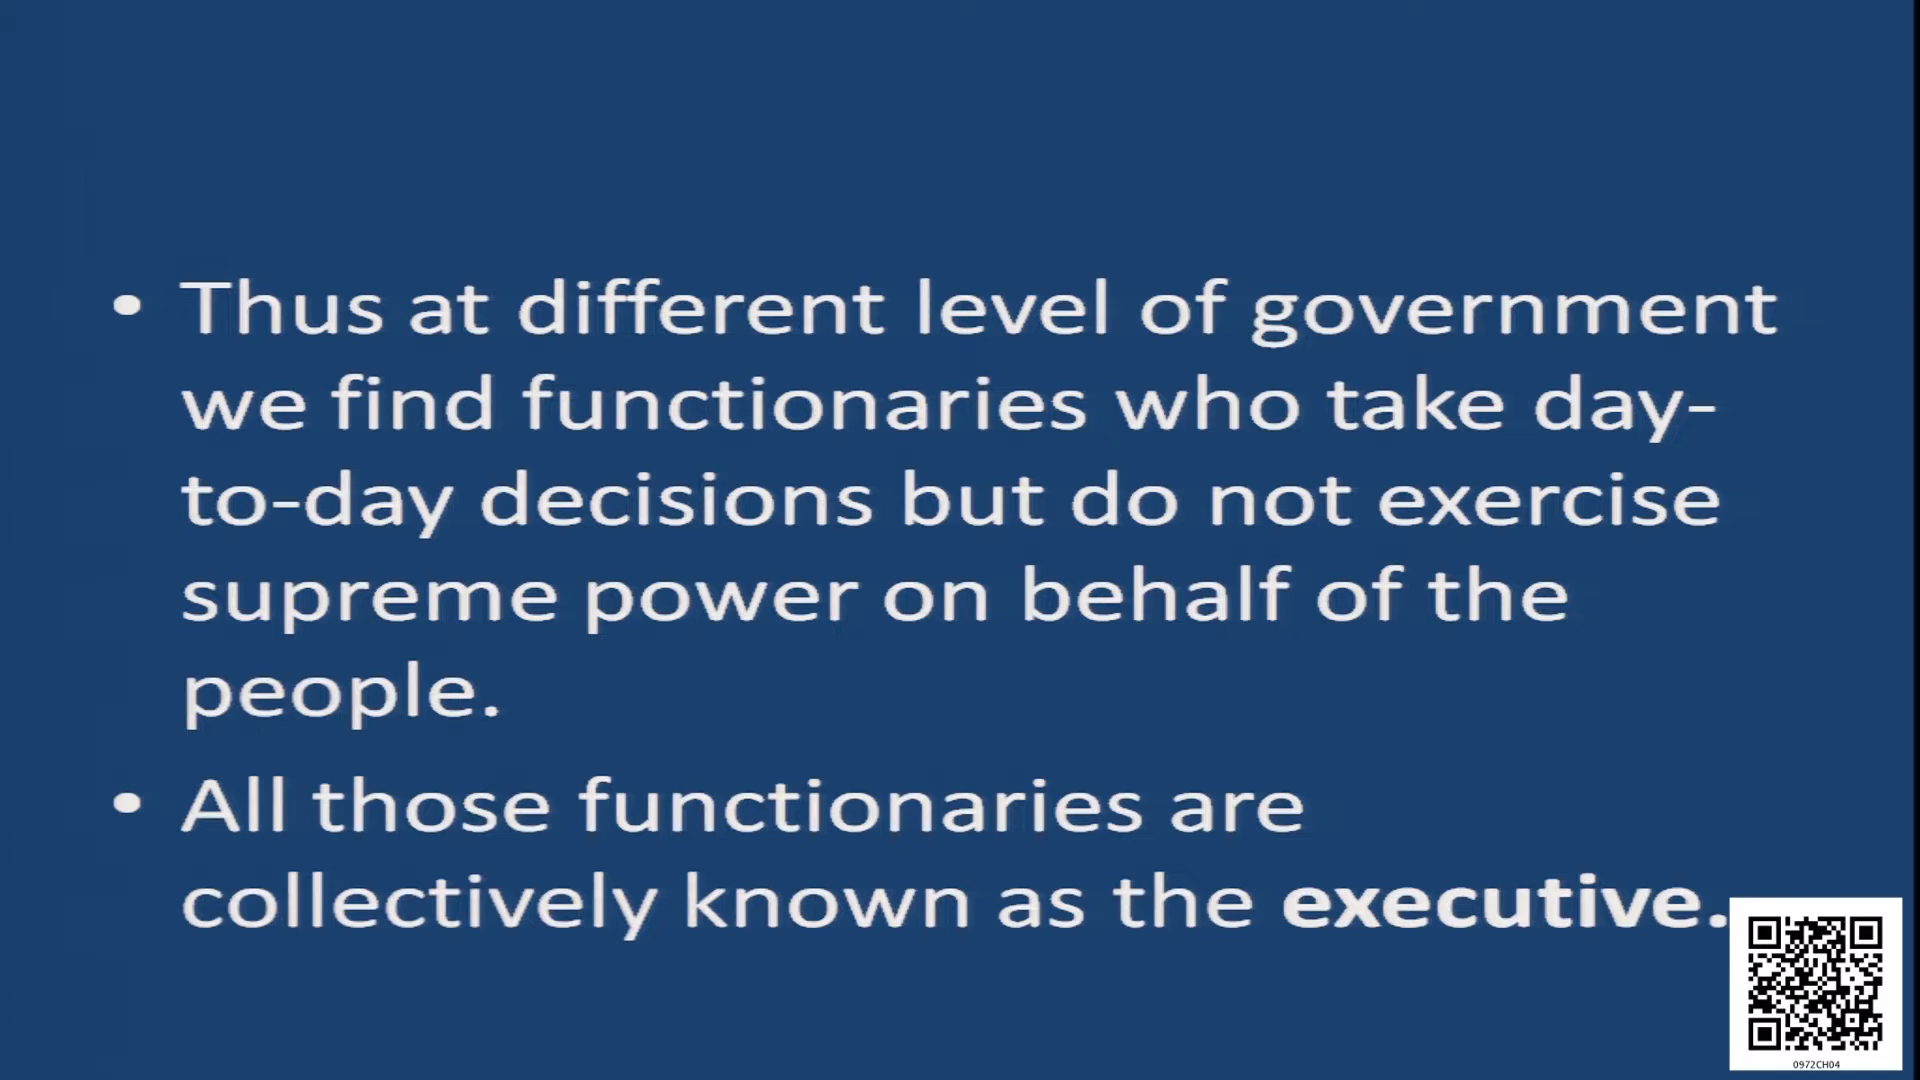 • Thus at different level of government
we find functionaries who take day-
to-day decisions but do not exercise
supreme power on behalf of the
people.
• All those functionaries are
collectively known as the executive.
0972CH04